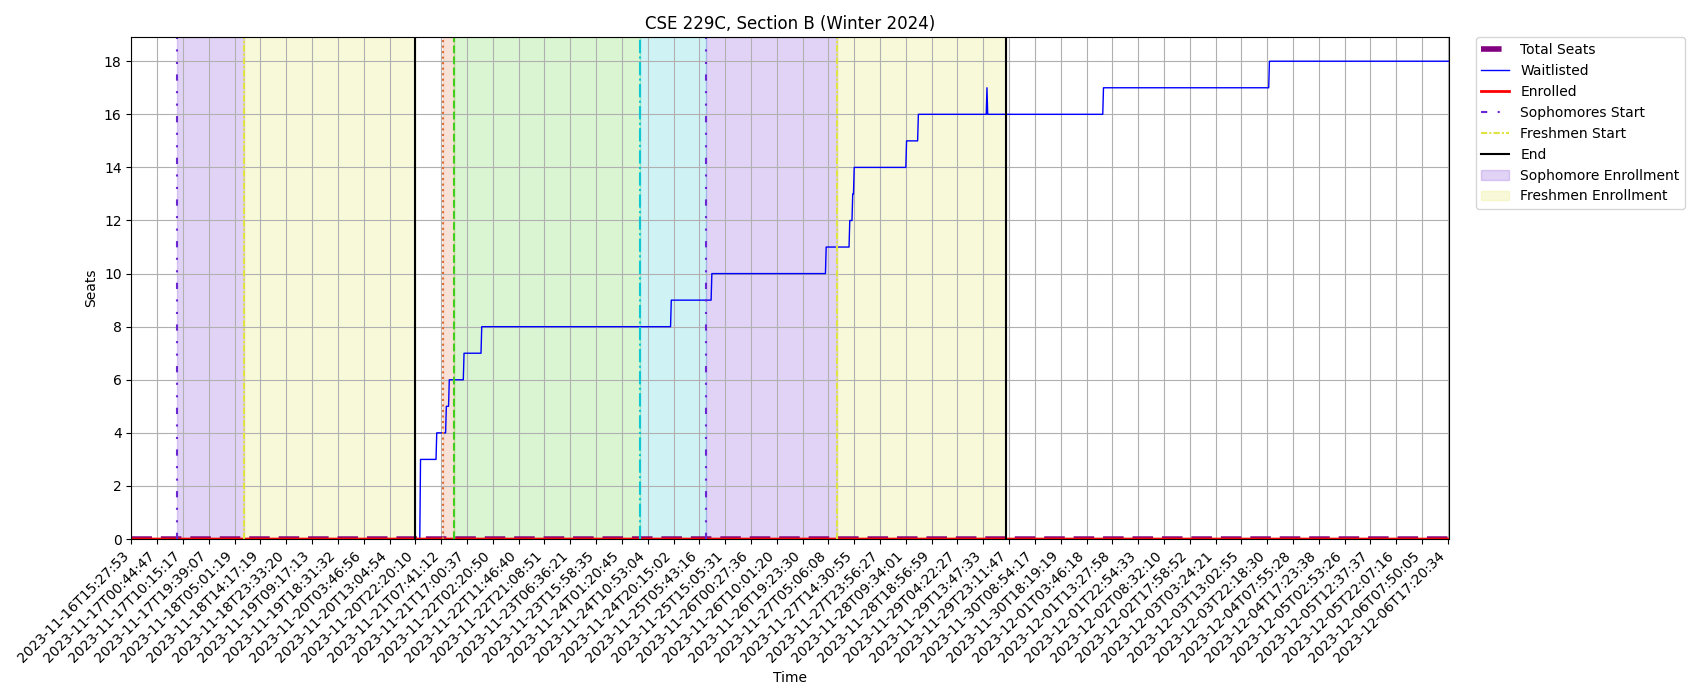 CSE 229C, Section B (Winter 2024)
Total Seats
Waitlisted
Enrolled
Sophomores Start
Freshmen Start
End
Sophomore Enrollment
Freshmen Enrollment
Seats
18
16
14
12
10
8
6
4
2
0
2023-11-16T15:27:53
2023-11-17T00:44:47
2023-11-17T10:15:17
2023-11-17T19:39:07
2023-11-18T05:01:19
2023-11-18T14:17:19
2023-11-18T23:33:20
2023-11-19T09:17:13
2023-11-19T18:31:32
2023-11-20T03:46:56
2023-11-20T13:04:54
2023-11-20T22:20:10
2023-11-21T07:41:12
2023-11-21T17:00:37
2023-11-22T02:20:50
2023-11-22T11:46:40
2023-11-22T21:08:51
2023-11-23T06:36:21
2023-11-23T15:58:35
2023-11-24T01:20:45
2023-11-24T10:53:04
2023-11-24T20:15:02
2023-11-25T05:43:16
2023-11-25T15:05:31
2023-11-26T00:27:36
2023-11-26T10:01:20
2023-11-26T19:23:30
2023-11-27T05:06:08
2023-11-27T14:30:55
2023-11-27T23:56:27
2023-11-28T09:34:01
2023-11-28T18:56:59
2023-11-29T04:22:27
2023-11-29T13:47:33
2023-11-29T23:11:47
2023-11-30T08:54:17
2023-11-30T18:19:19
2023-12-01T03:46:18
2023-12-01T13:27:58
2023-12-01T22:54:33
2023-12-02T08:32:10
2023-12-02T17:58:52
2023-12-03T03:24:21
2023-12-03T13:02:55
2023-12-03T22:18:30
2023-12-04T07:55:28
2023-12-04T17:23:38
2023-12-05T02:53:26
2023-12-05T12:37:37
2023-12-05T22:07:16
2023-12-06T07:50:05
2023-12-06T17:20:34
Time